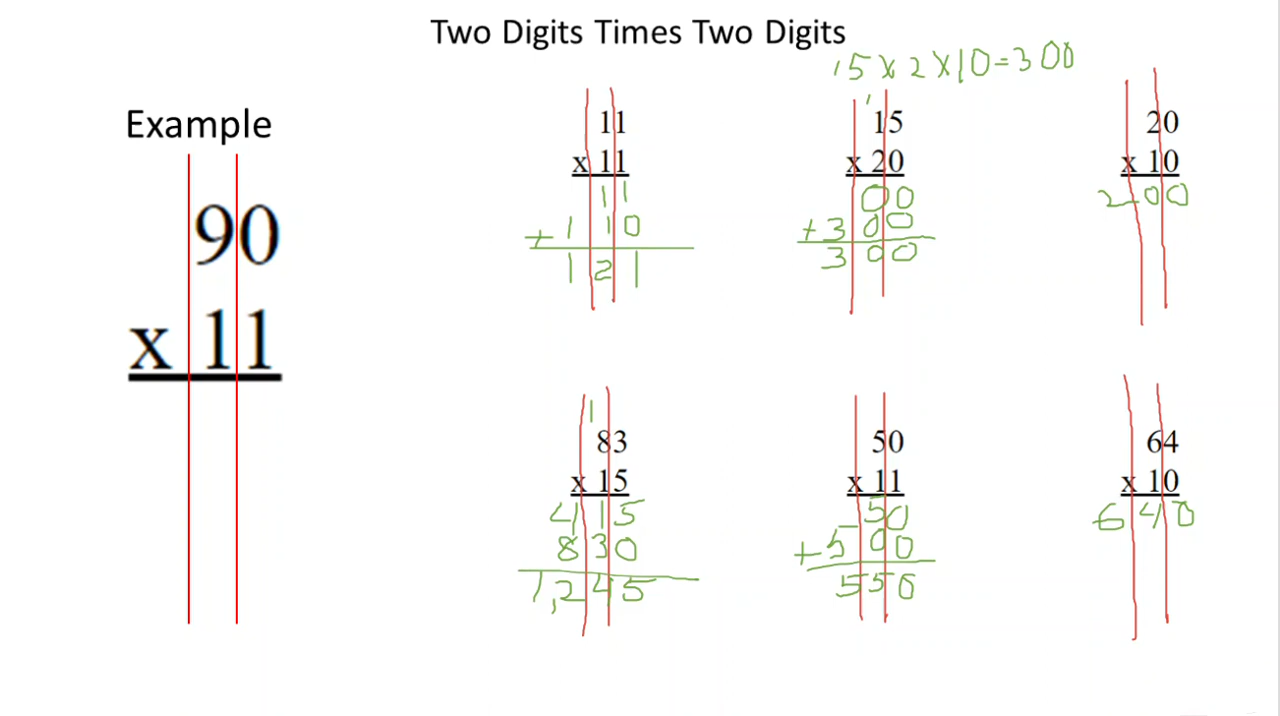 Two Digits Times Two Digits
15 x 2 x 10 = 300
Example
90
x 11
11
x 11
11
+ 110
121
1
15
x 20
00
+ 300
300
20
x 10
200
1
83
x 15
415
830
1,245
50
x 11
50
+ 500
550
64
x 10
640